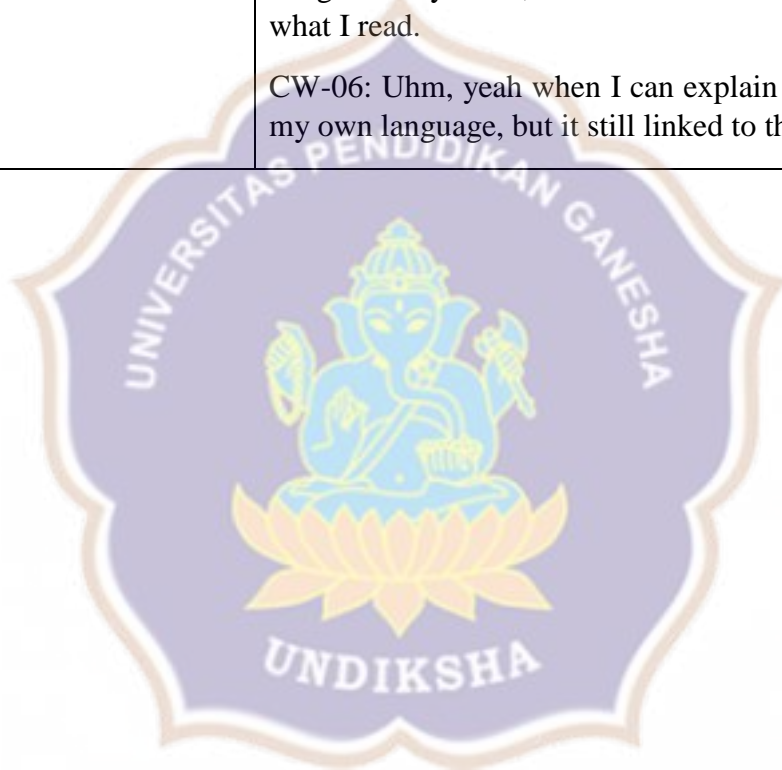 what I read.
CW-06: Uhm, yeah when I can explain
my own language, but it still linked to
UNIVERSITAS PENDIDIKAN GANESHA
UNDIKSHA